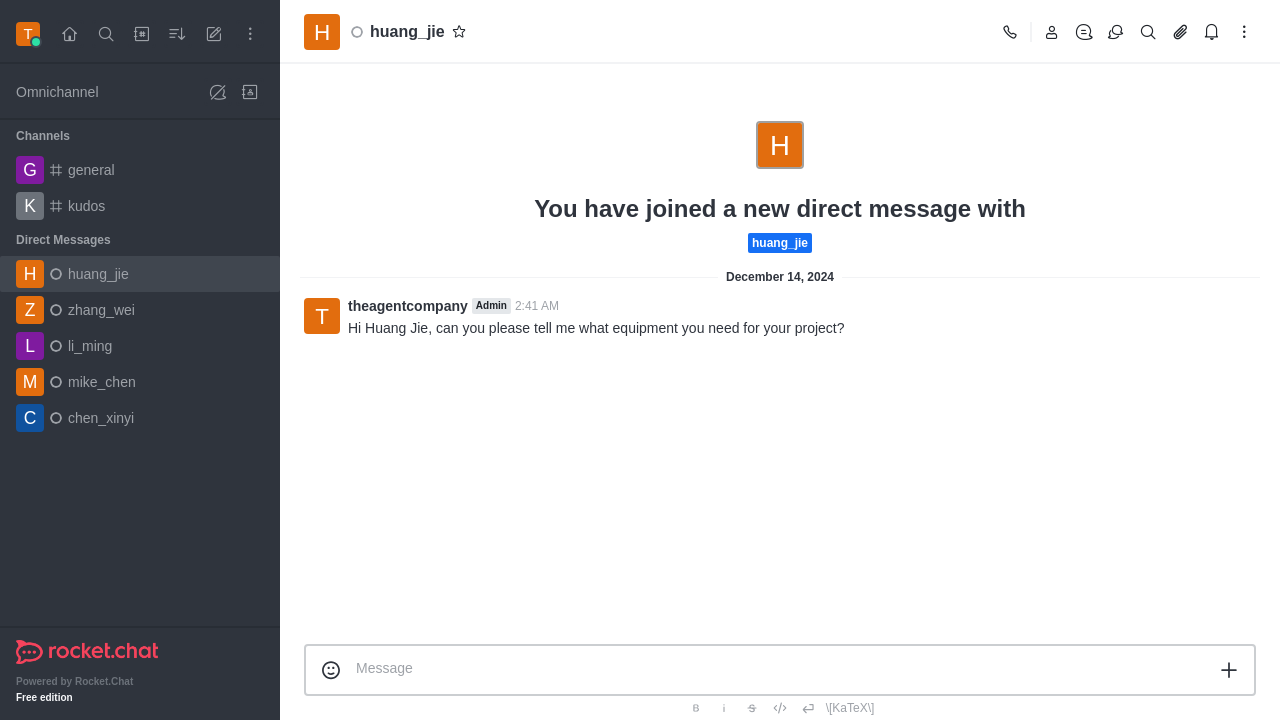 T
Omnichannel
Channels
G general
K kudos
Direct Messages
H huang_jie
Z zhang_wei
L li_ming
M mike_chen
C chen_xinyi
rocket.chat
Powered by Rocket.Chat
Free edition
H huang_jie
H
You have joined a new direct message with
huang_jie
December 14, 2024
T theagentcompany Admin 2:41 AM
Hi Huang Jie, can you please tell me what equipment you need for your project?
Message
B i S </> \[KaTeX\]